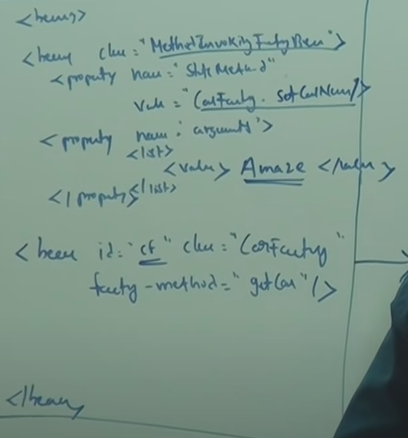 <beans>
<bean class="MethodInvokingFactoryBean">
<property name="StaticMethod"
value="CarFactory.setCarName"/>
<property name="arguments">
<list>
<value> Amaze </value>
</list>
</property>
<bean id="cf" class="CarFactory"
factory-method="getCar"/>
</beans>